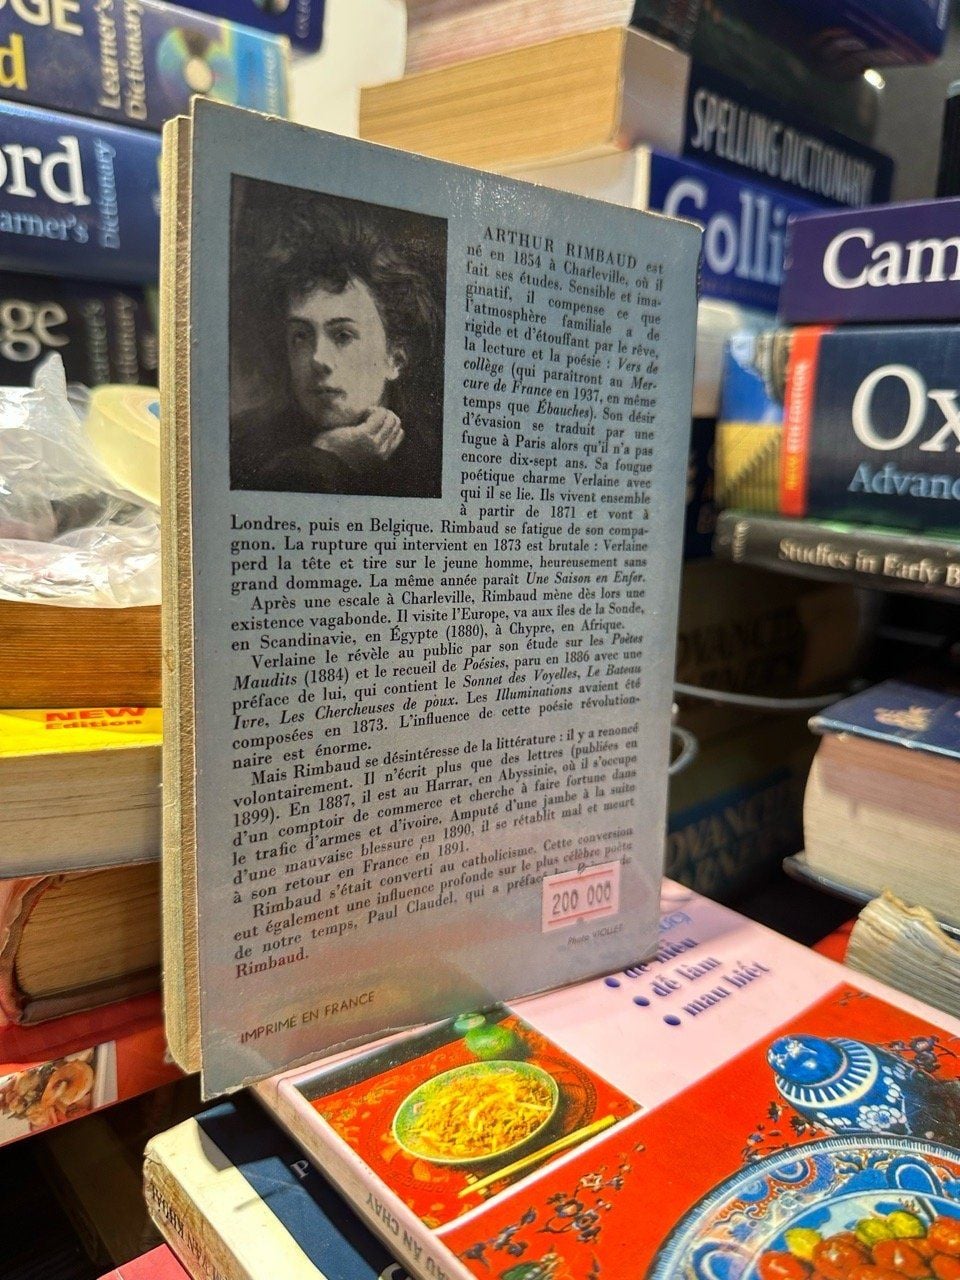 Learner's
Dictionary
ord
arner's
Dictionary
ge
SPELLING DICTIONARY
Colli
Cam
NEW EDITION
Ox
Advanc
Studies in Early B
NEW
Edition
ARTHUR RIMBAUD est
né en 1854 à Charleville, où il
fait ses études. Sensible et ima-
ginatif, il compense ce que
l'atmosphère familiale a de
rigide et d'étouffant par le rêve,
la lecture et la poésie : Vers de
collège (qui paraîtront au Mer-
cure de France en 1937, en même
temps que Ébauches). Son désir
d'évasion se traduit par une
fugue à Paris alors qu'il n'a pas
encore dix-sept ans. Sa fougue
poétique charme Verlaine avec
qui il se lie. Ils vivent ensemble
à partir de 1871 et vont à
Londres, puis en Belgique. Rimbaud se fatigue de son compa-
gnon. La rupture qui intervient en 1873 est brutale : Verlaine
perd la tête et tire sur le jeune homme, heureusement sans
grand dommage. La même année paraît Une Saison en Enfer.
Après une escale à Charleville, Rimbaud mène dès lors une
existence vagabonde. Il visite l'Europe, va aux îles de la Sonde,
en Scandinavie, en Égypte (1880), à Chypre, en Afrique.
Verlaine le révèle au public par son étude sur les Poètes
Maudits (1884) et le recueil de Poésies, paru en 1886 avec une
préface de lui, qui contient le Sonnet des Voyelles, Le Bateau
Ivre, Les Chercheuses de poux. Les Illuminations avaient été
composées en 1873. L'influence de cette poésie révolution-
naire est énorme.
Mais Rimbaud se désintéresse de la littérature : il y a renoncé
volontairement. Il n'écrit plus que des lettres (publiées en
1899). En 1887, il est au Harrar, en Abyssinie, où il s'occupe
d'un comptoir de commerce et cherche à faire fortune dans
le trafic d'armes et d'ivoire. Amputé d'une jambe à la suite
d'une mauvaise blessure en 1890, il se rétablit mal et meurt
à son retour en France en 1891.
Rimbaud s'était converti au catholicisme. Cette conversion
eut également une influence profonde sur le plus célèbre poète
de notre temps, Paul Claudel, qui a préfacé de
Rimbaud.
200 000
Photo VIOLLET
IMPRIMÉ EN FRANCE
dễ làm
mau biết
ĂN CHAY
P